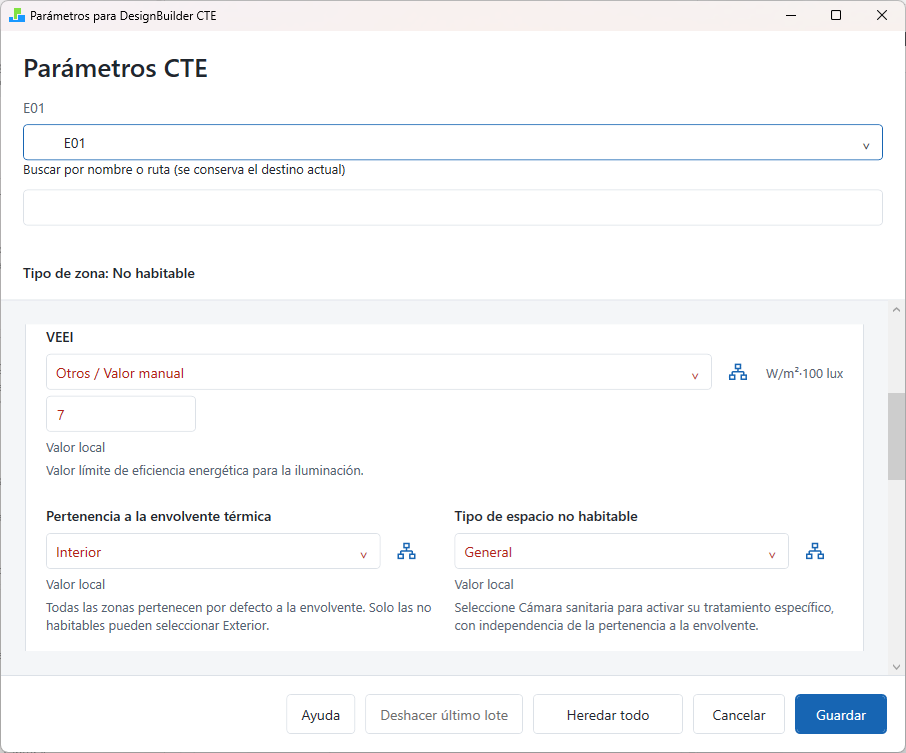 Parámetros para DesignBuilder CTE
Parámetros CTE
E01
E01
Buscar por nombre o ruta (se conserva el destino actual)
Tipo de zona: No habitable
VEEI
Otros / Valor manual
W/m²·100 lux
7
Valor local
Valor límite de eficiencia energética para la iluminación.
Pertenencia a la envolvente térmica
Interior
Valor local
Todas las zonas pertenecen por defecto a la envolvente. Solo las no
habitables pueden seleccionar Exterior.
Tipo de espacio no habitable
General
Valor local
Seleccione Cámara sanitaria para activar su tratamiento específico,
con independencia de la pertenencia a la envolvente.
Ayuda
Deshacer último lote
Heredar todo
Cancelar
Guardar